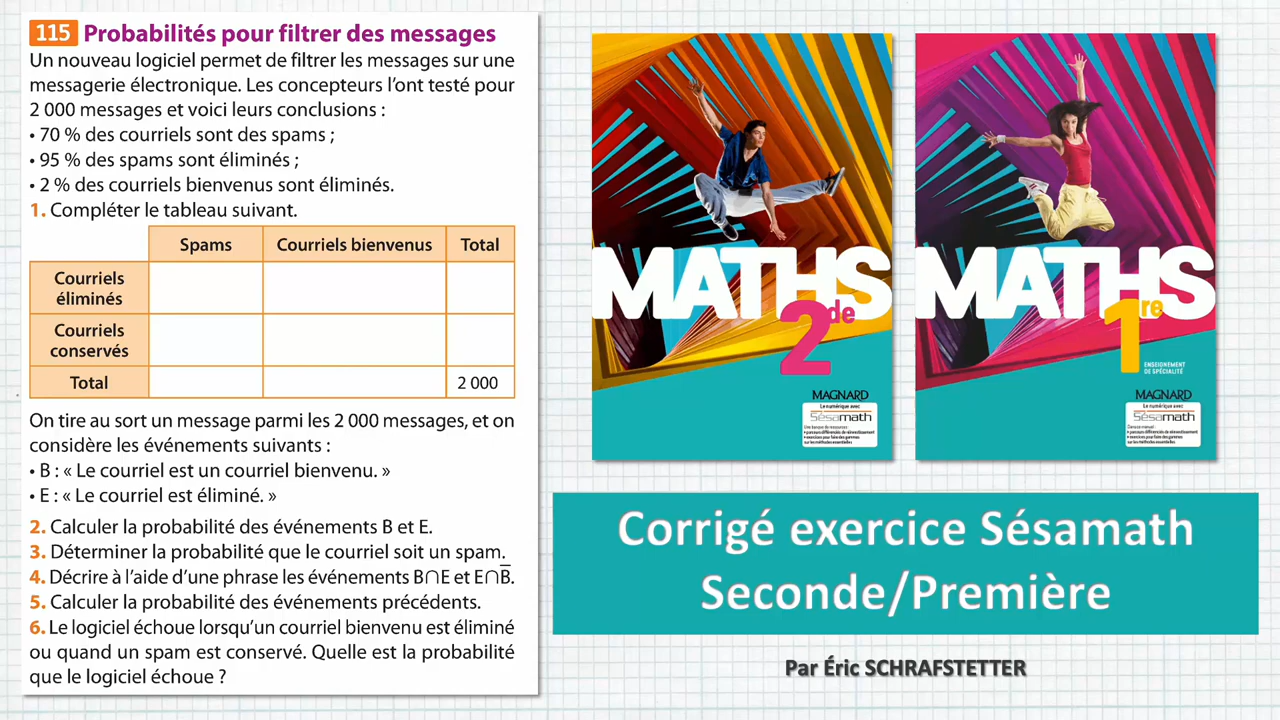 115 Probabilités pour filtrer des messages
Un nouveau logiciel permet de filtrer les messages sur une
messagerie électronique. Les concepteurs l'ont testé pour
2 000 messages et voici leurs conclusions :
• 70 % des courriels sont des spams ;
• 95 % des spams sont éliminés ;
• 2 % des courriels bienvenus sont éliminés.
1. Compléter le tableau suivant.
Spams Courriels bienvenus Total
Courriels
éliminés
Courriels
conservés
Total 2 000
On tire au hasard un message parmi les 2 000 messages, et on
considère les événements suivants :
• B : « Le courriel est un courriel bienvenu. »
• E : « Le courriel est éliminé. »
2. Calculer la probabilité des événements B et E.
3. Déterminer la probabilité que le courriel soit un spam.
4. Décrire à l'aide d'une phrase les événements B∩E et E∩B̅.
5. Calculer la probabilité des événements précédents.
6. Le logiciel échoue lorsqu'un courriel bienvenu est éliminé
ou quand un spam est conservé. Quelle est la probabilité
que le logiciel échoue ?
MATHS
2de
MAGNARD
Le numérique avec
Sésamath
MATHS
1re
ENSEIGNEMENT
DE SPÉCIALITÉ
MAGNARD
Le numérique avec
Sésamath
Corrigé exercice Sésamath
Seconde/Première
Par Éric SCHRAFSTETTER